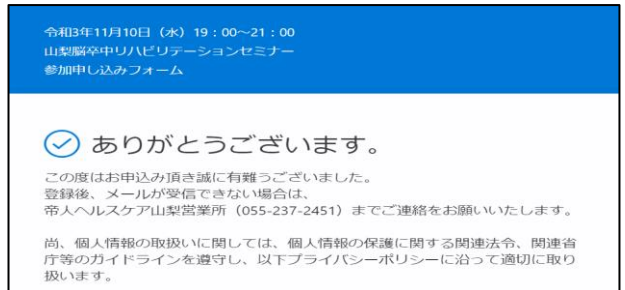 令和3年11月10日（水）19：00～21：00
山梨脳卒中リハビリテーションセミナー
参加申し込みフォーム
ありがとうございます。
この度はお申込み頂き誠に有難うございました。
登録後、メールが受信できない場合は、
帝人ヘルスケア山梨営業所（055-237-2451）までご連絡をお願いいたします。
尚、個人情報の取扱いに関しては、個人情報の保護に関する関連法令、関連省
庁等のガイドラインを遵守し、以下プライバシーポリシーに沿って適切に取り
扱います。